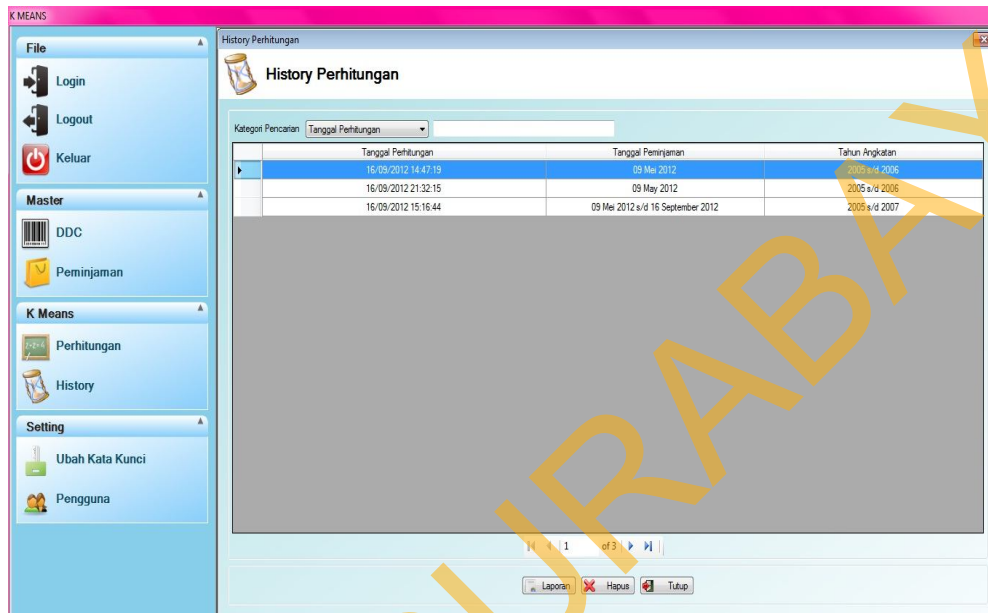 K MEANS
File
Login
Logout
Keluar
Master
DDC
Peminjaman
K Means
Perhitungan
History
Setting
Ubah Kata Kunci
Pengguna
History Perhitungan
History Perhitungan
Kategori Pencarian Tanggal Perhitungan
Tanggal Perhitungan Tanggal Peminjaman Tahun Angkatan
16/09/2012 14:47:19 09 Mei 2012 2005 s/d 2006
16/09/2012 21:32:15 09 May 2012 2005 s/d 2006
16/09/2012 15:16:44 09 Mei 2012 s/d 16 September 2012 2005 s/d 2007
1 of 3
Laporan Hapus Tutup
SURABAY